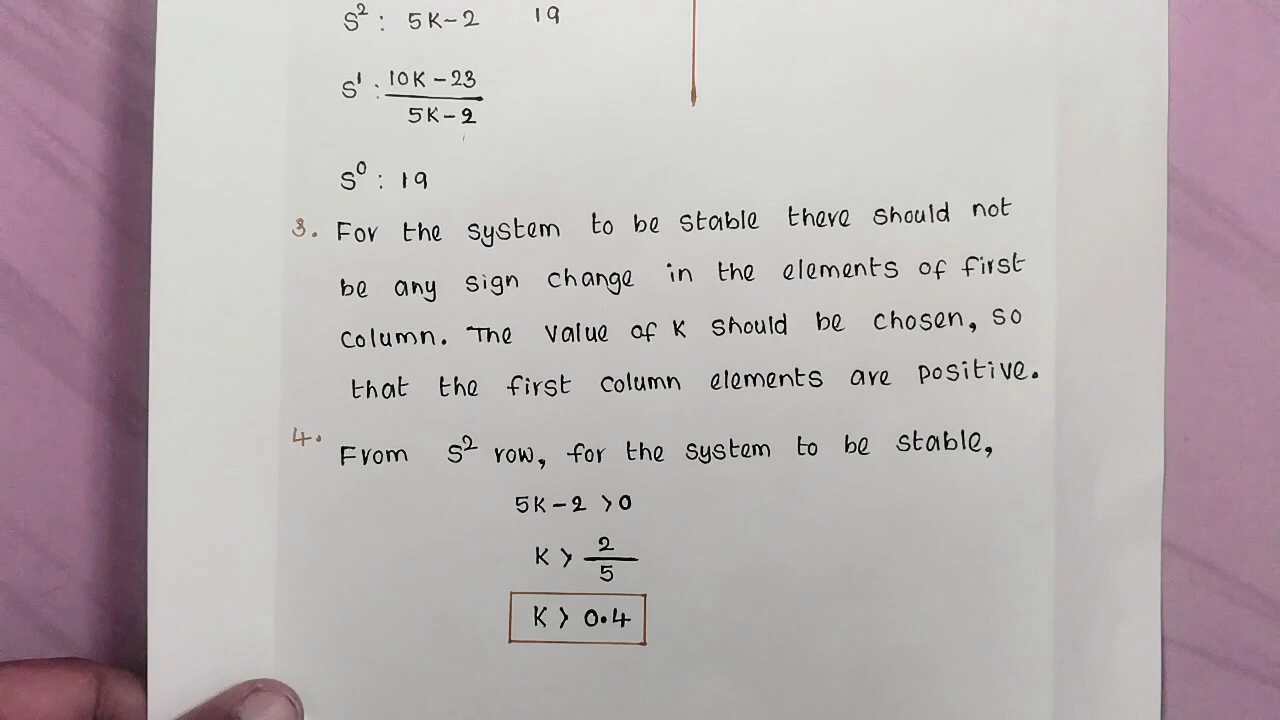 S² : 5K-2 19
S¹ : 10K-23
5K-2
S⁰ : 19
3. For the system to be stable there should not
be any sign change in the elements of first
column. The value of K should be chosen, so
that the first column elements are positive.
4. From S² row, for the system to be stable,
5K-2 >0
K > 2
5
K > 0.4